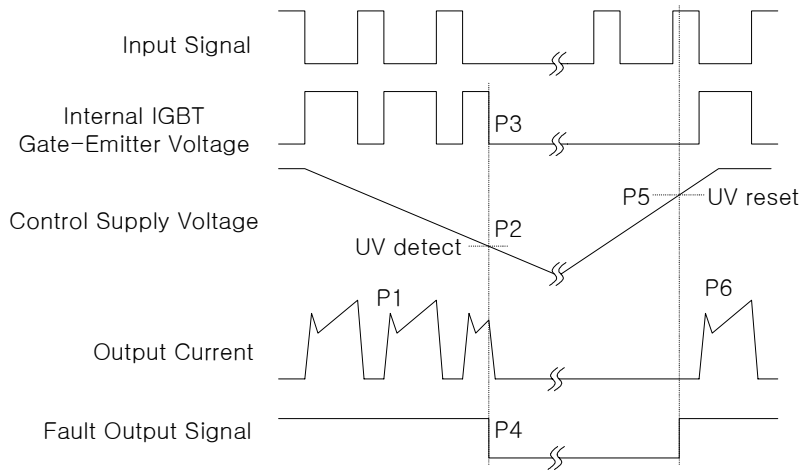 Input Signal
Internal IGBT
Gate-Emitter Voltage
P3
Control Supply Voltage
P5
UV reset
P2
UV detect
P1
P6
Output Current
Fault Output Signal
P4